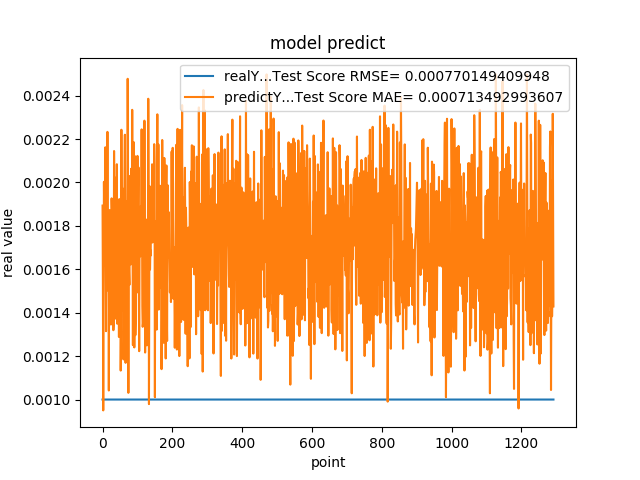 model predict
realY...Test Score RMSE= 0.000770149409948
predictY...Test Score MAE= 0.000713492993607
real value
0.0024
0.0022
0.0020
0.0018
0.0016
0.0014
0.0012
0.0010
0 200 400 600 800 1000 1200
point